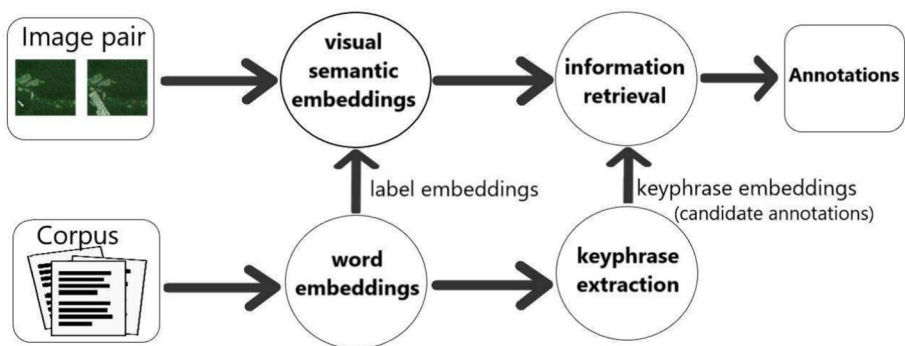 Image pair
visual
semantic
embeddings
information
retrieval
Annotations
label embeddings
keyphrase embeddings
(candidate annotations)
Corpus
word
embeddings
keyphrase
extraction